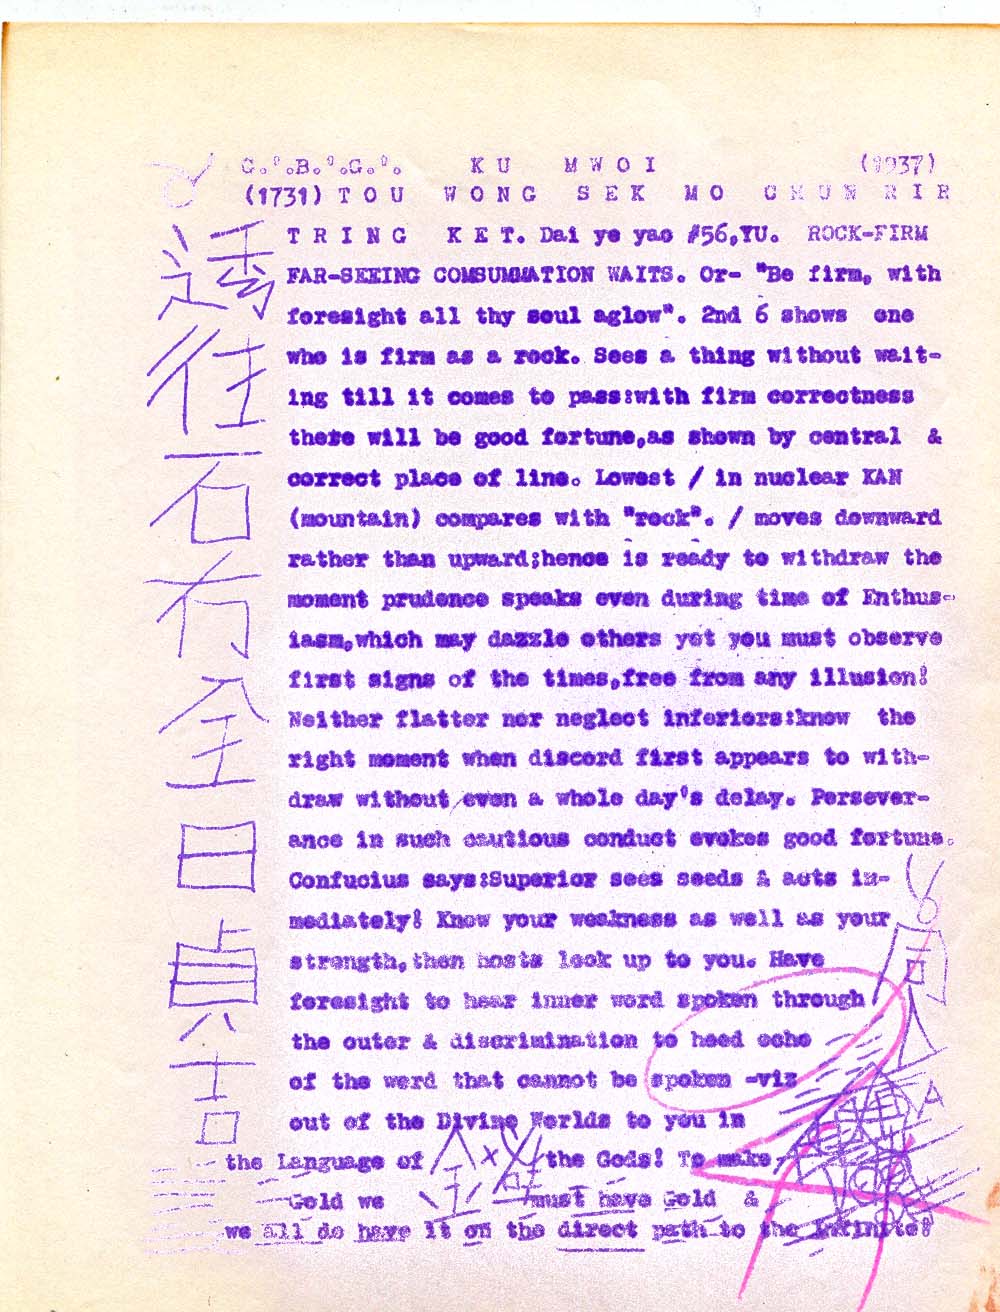 G.°.B.°.G.°. KU MWOI (1937)
(1731) TOU WONG SEK MO CHUN RIR
TRING KET. Dai ye yao #56,YU. ROCK-FIRM
FAR-SEEING COMSUMMATION WAITS. Or- "Be firm, with
foresight all thy soul aglow". 2nd 6 shows one
who is firm as a rock. Sees a thing without wait-
ing till it comes to pass:with firm correctness
there will be good fortune,as shown by central &
correct place of line. Lowest / in nuclear KAN
(mountain) compares with "rock". / moves downward
rather than upward;hence is ready to withdraw the
moment prudence speaks even during time of Enthus-
iasm,which may dazzle others yet you must observe
first signs of the times,free from any illusion!
Neither flatter nor neglect inferiors:know the
right moment when discord first appears to with-
draw without/even a whole day's delay. Persever-
ance in such cautious conduct evokes good fortune.
Confucius says:Superior sees seeds & acts im-
mediately! Know your weakness as well as your
strength,then hosts look up to you. Have
foresight to hear inner word spoken through
the outer & discrimination to heed echo
of the word that cannot be spoken -viz
out of the Divine Worlds to you in
the Language of the Gods! To make
Gold we must have Gold &
we all do have it on the direct path to the Infinite!
往
石
全
日
貞
吉